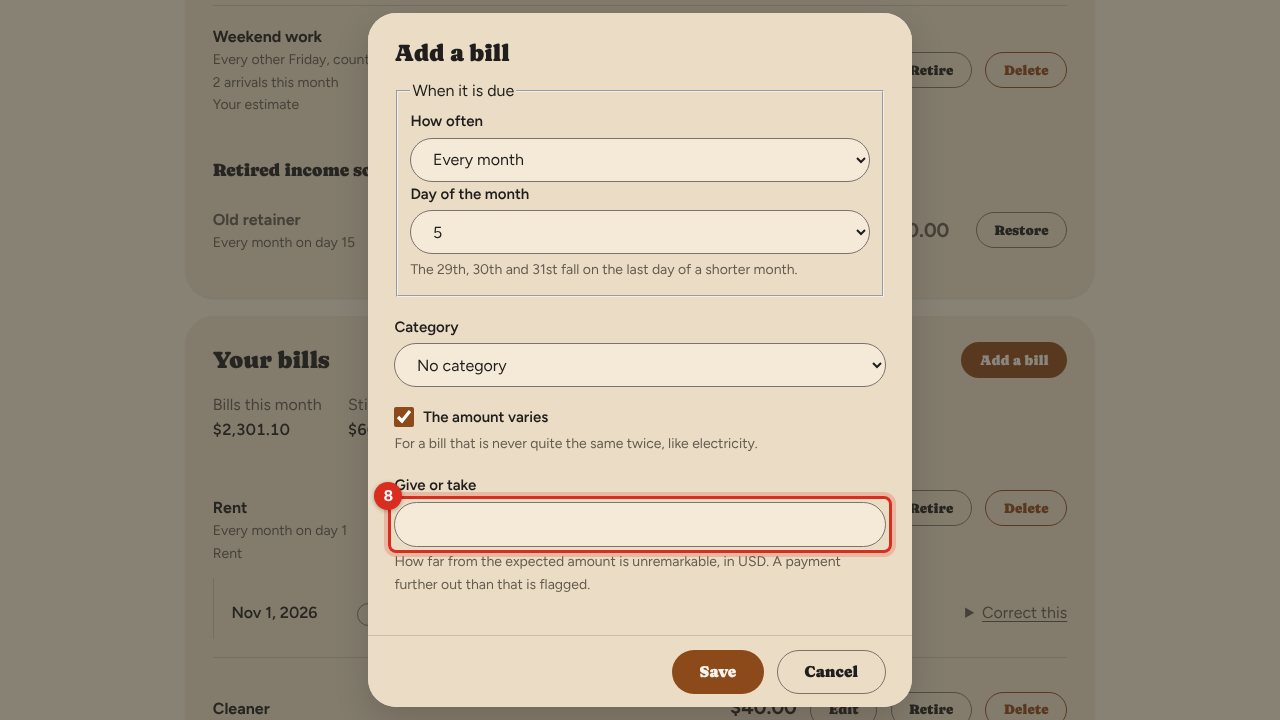 Weekend work
Every other Friday, count
2 arrivals this month
Your estimate
Retire
Delete
Retired income
Old retainer
Every month on day 15
0.00
Restore
Your bills
Add a bill
Bills this month
$2,301.10
Rent
Every month on day 1
Rent
Retire
Delete
Nov 1, 2026
Correct this
Cleaner
$40.00
Edit
Retire
Delete
Add a bill
When it is due
How often
Every month
Day of the month
5
The 29th, 30th and 31st fall on the last day of a shorter month.
Category
No category
The amount varies
For a bill that is never quite the same twice, like electricity.
8
Give or take
How far from the expected amount is unremarkable, in USD. A payment
further out than that is flagged.
Save
Cancel